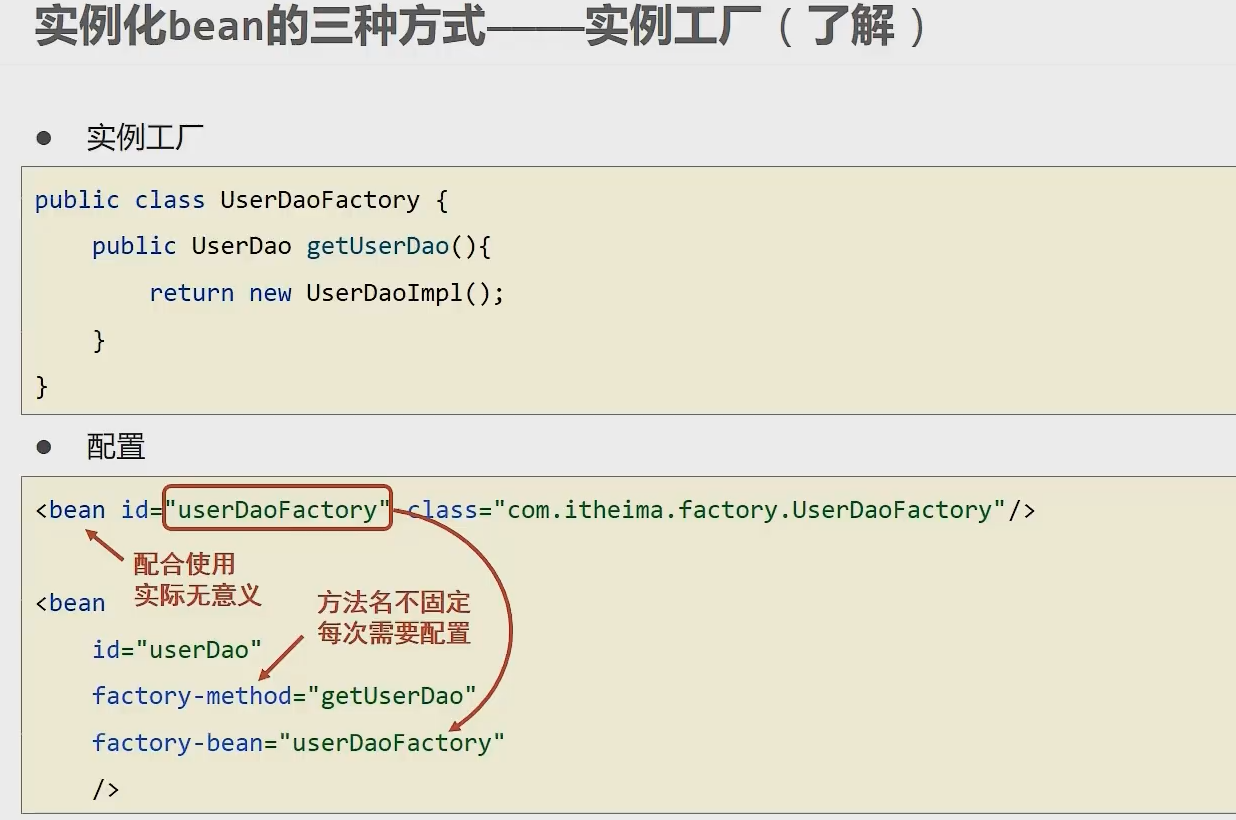 实例化bean的三种方式——实例工厂（了解）
● 实例工厂
public class UserDaoFactory {
    public UserDao getUserDao(){
        return new UserDaoImpl();
    }
}
● 配置
<bean id="userDaoFactory" class="com.itheima.factory.UserDaoFactory"/>
配合使用
实际无意义
<bean
方法名不固定
每次需要配置
    id="userDao"
    factory-method="getUserDao"
    factory-bean="userDaoFactory"
    />